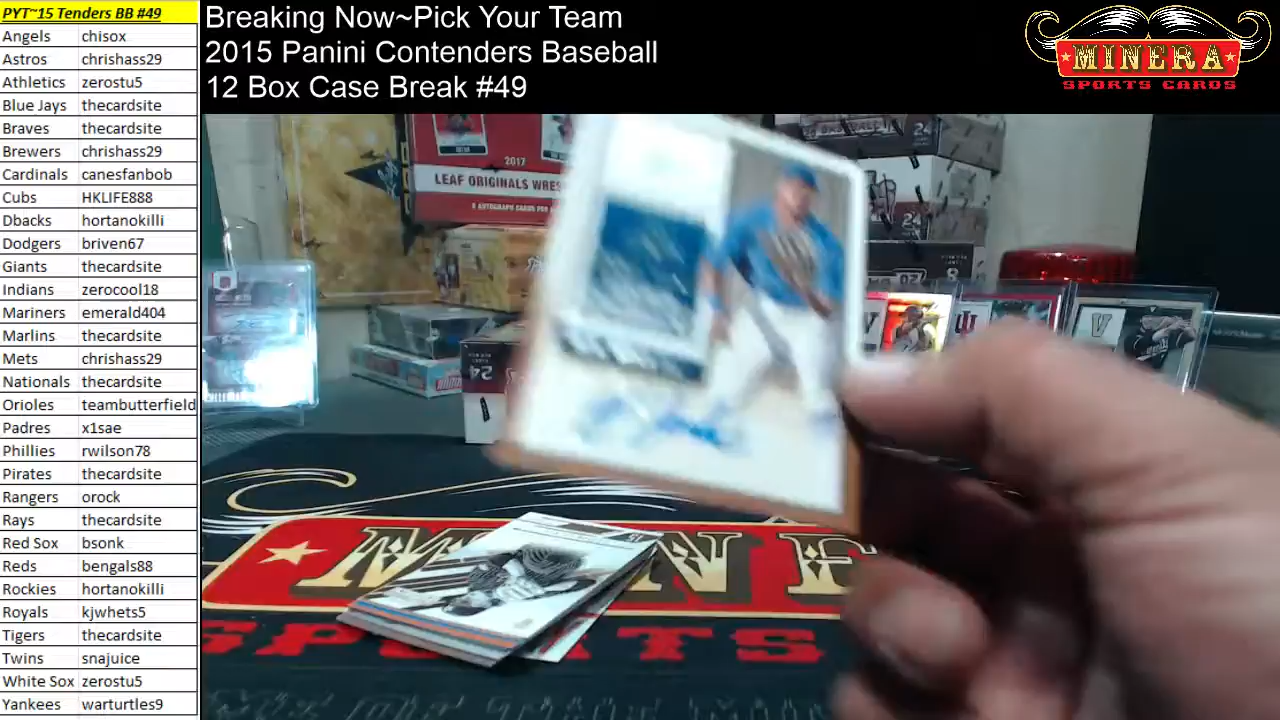 PYT~15 Tenders BB #49
Angels chisox
Astros chrishass29
Athletics zerostu5
Blue Jays thecardsite
Braves thecardsite
Brewers chrishass29
Cardinals canesfanbob
Cubs HKLIFE888
Dbacks hortanokilli
Dodgers briven67
Giants thecardsite
Indians zerocool18
Mariners emerald404
Marlins thecardsite
Mets chrishass29
Nationals thecardsite
Orioles teambutterfield
Padres x1sae
Phillies rwilson78
Pirates thecardsite
Rangers orock
Rays thecardsite
Red Sox bsonk
Reds bengals88
Rockies hortanokilli
Royals kjwhets5
Tigers thecardsite
Twins snajuice
White Sox zerostu5
Yankees warturtles9
Breaking Now~Pick Your Team
2015 Panini Contenders Baseball
12 Box Case Break #49
MINERA
SPORTS CARDS
2017
LEAF ORIGINALS WRES
24
24
8
24
V